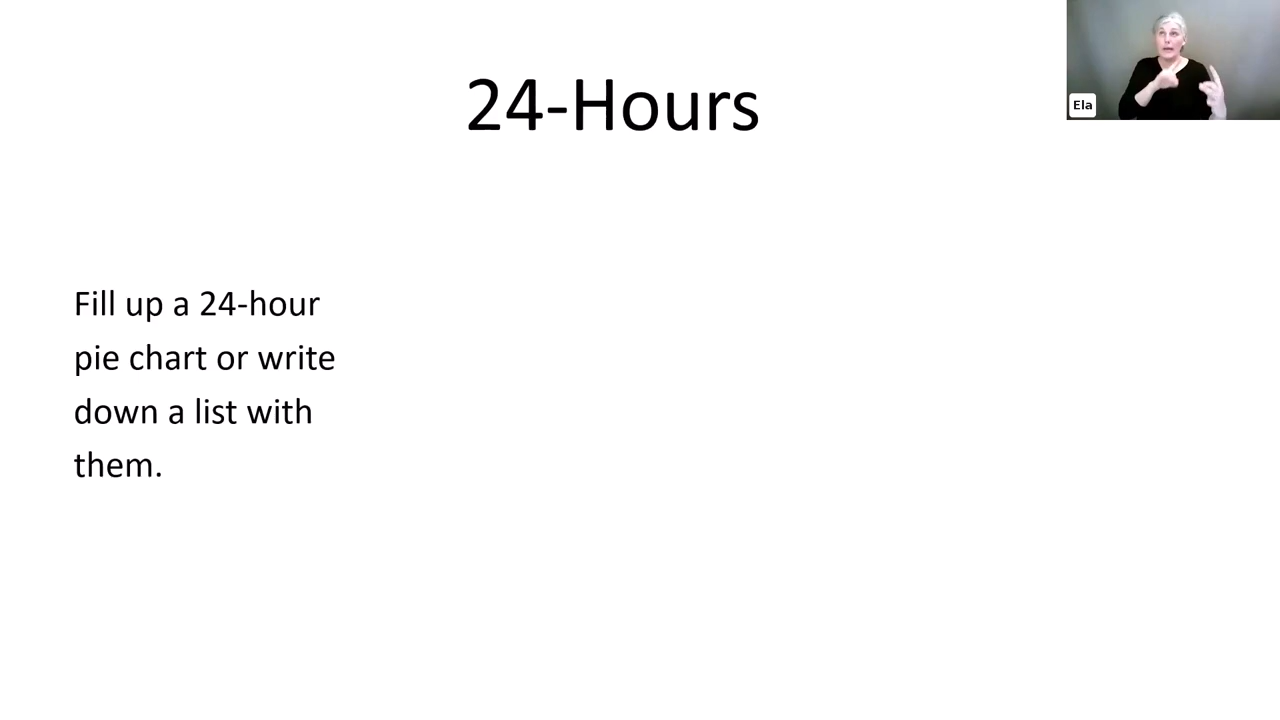 24-Hours
Ela
Fill up a 24-hour
pie chart or write
down a list with
them.